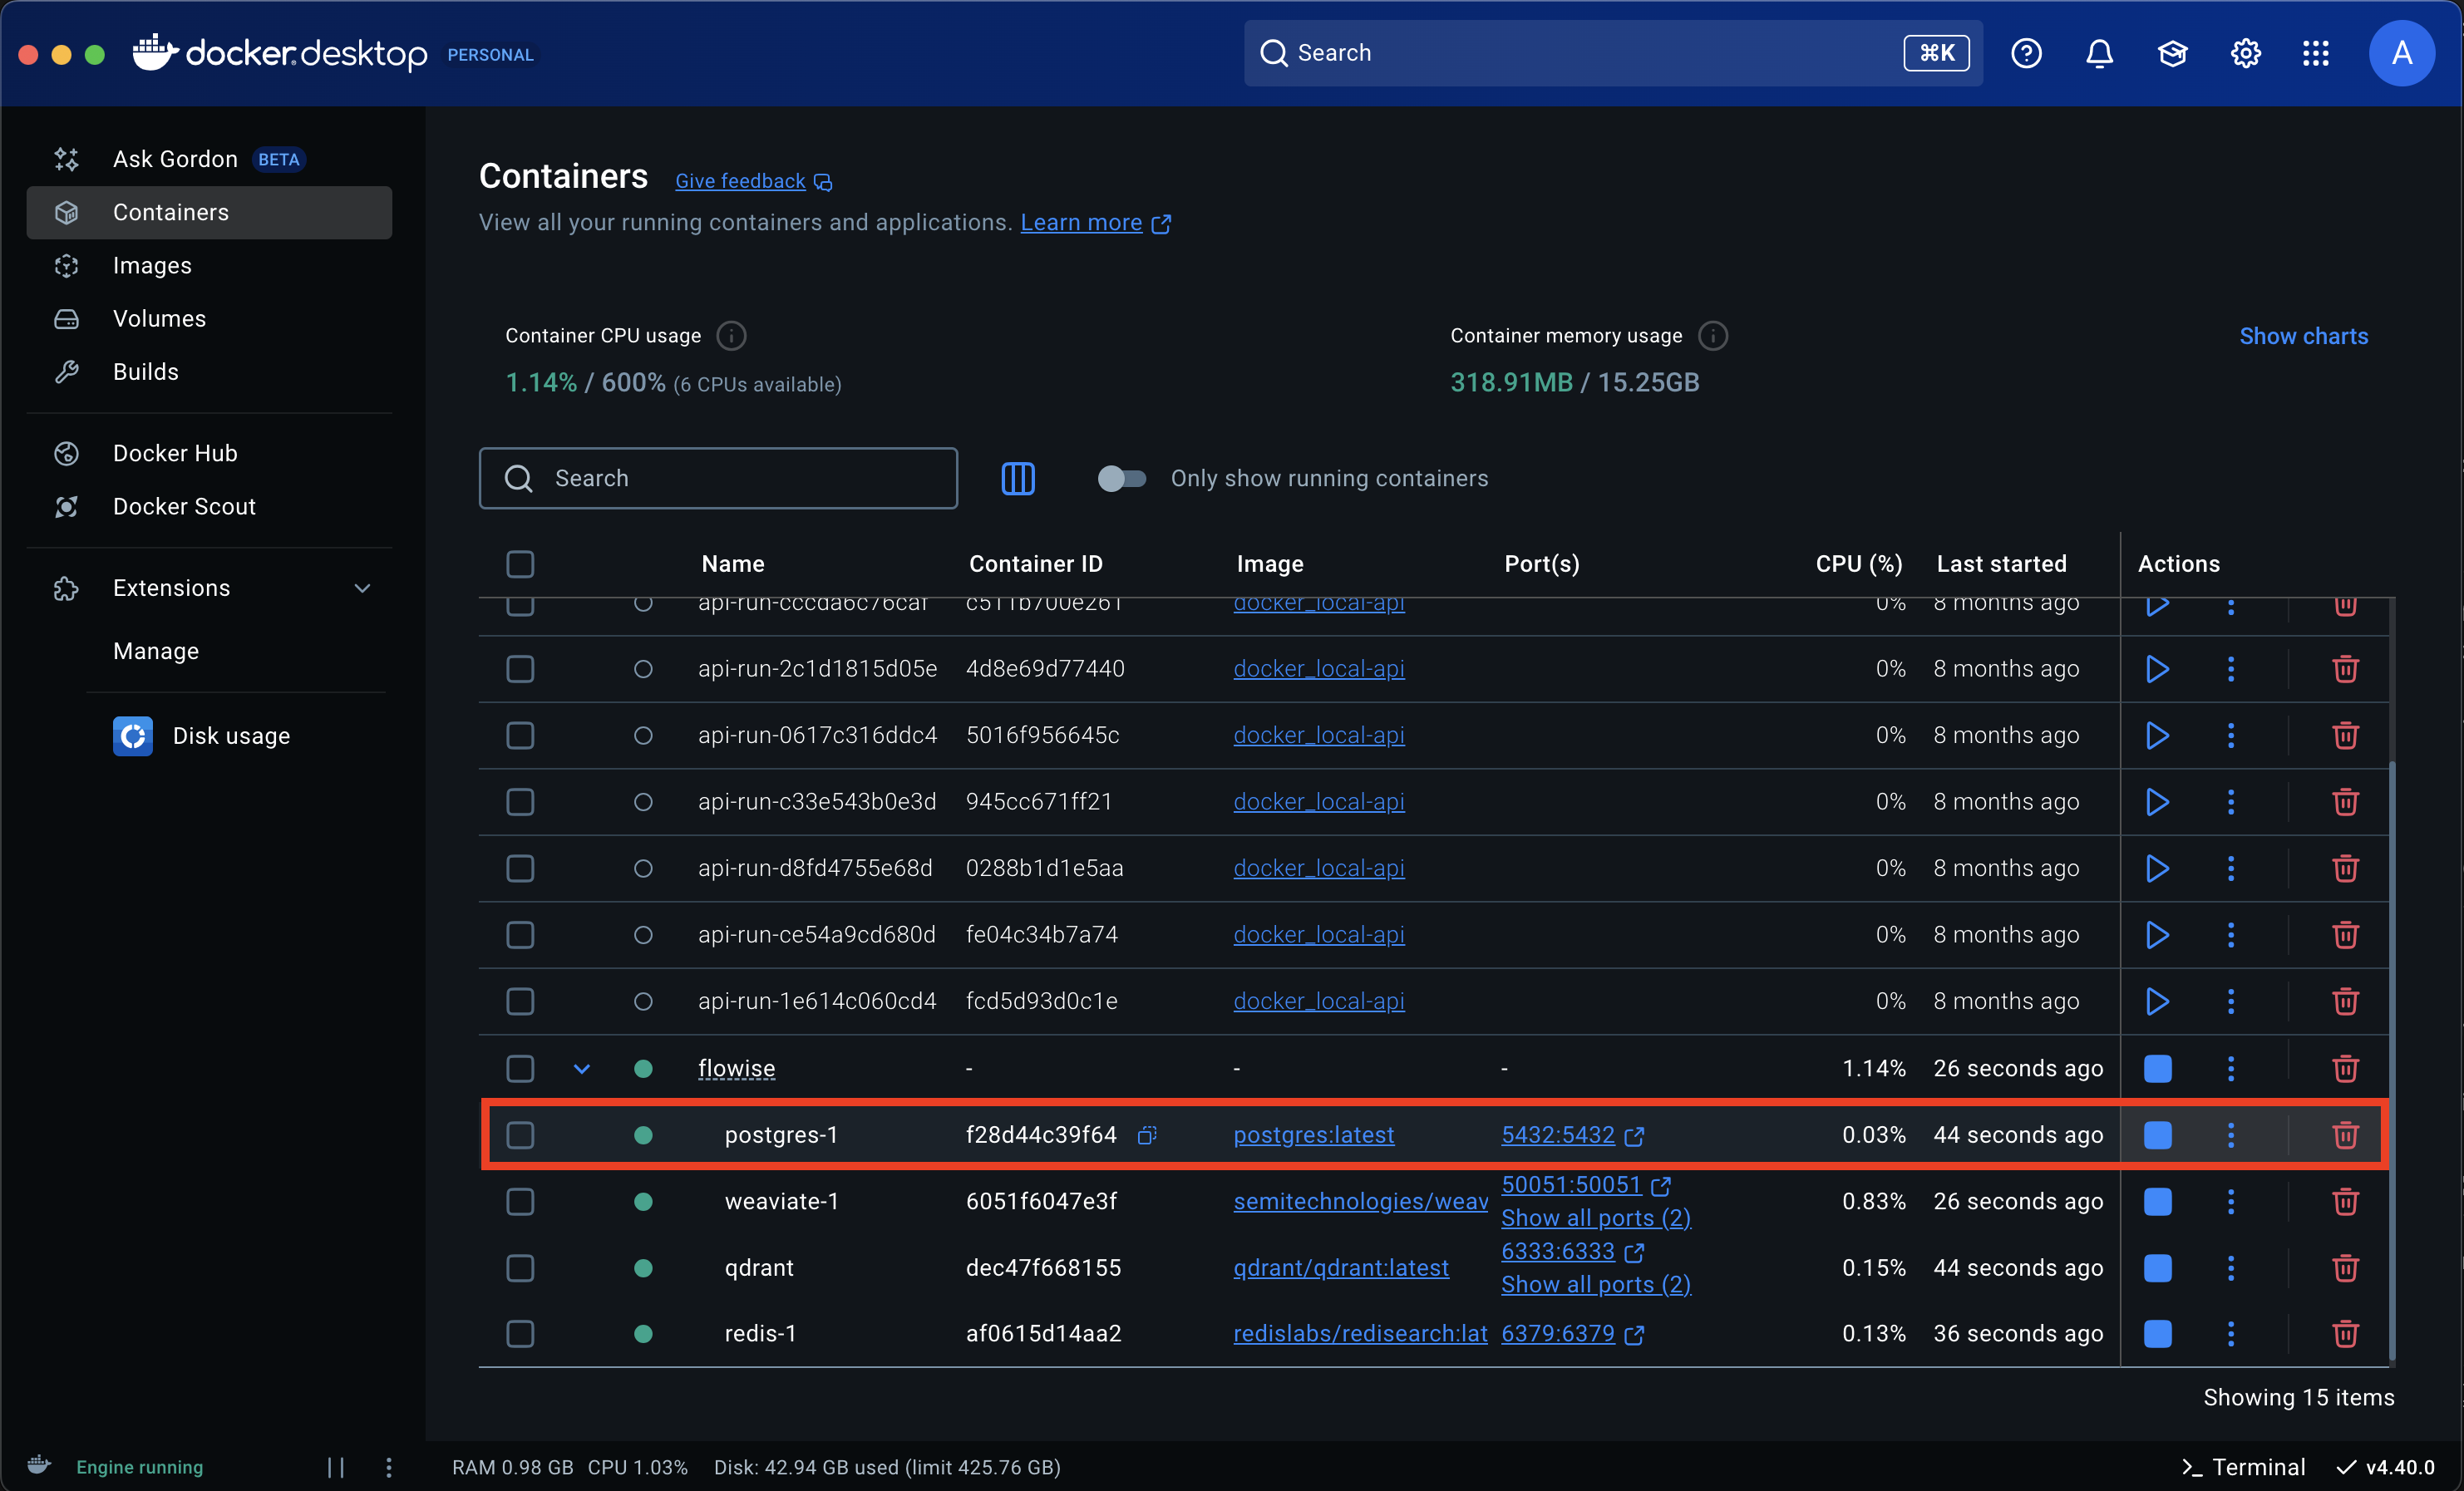 docker desktop PERSONAL
Search ⌘K
A
Ask Gordon BETA
Containers
Images
Volumes
Builds
Docker Hub
Docker Scout
Extensions
Manage
Disk usage
Containers Give feedback
View all your running containers and applications. Learn more
Container CPU usage
1.14% / 600% (6 CPUs available)
Container memory usage
318.91MB / 15.25GB
Show charts
Search
Only show running containers
Name Container ID Image Port(s) CPU (%) Last started Actions
api-run-cccda6c76caf c511b700e261 docker_local-api 0% 8 months ago
api-run-2c1d1815d05e 4d8e69d77440 docker_local-api 0% 8 months ago
api-run-0617c316ddc4 5016f956645c docker_local-api 0% 8 months ago
api-run-c33e543b0e3d 945cc671ff21 docker_local-api 0% 8 months ago
api-run-d8fd4755e68d 0288b1d1e5aa docker_local-api 0% 8 months ago
api-run-ce54a9cd680d fe04c34b7a74 docker_local-api 0% 8 months ago
api-run-1e614c060cd4 fcd5d93d0c1e docker_local-api 0% 8 months ago
flowise - - - 1.14% 26 seconds ago
postgres-1 f28d44c39f64 postgres:latest 5432:5432 0.03% 44 seconds ago
weaviate-1 6051f6047e3f semitechnologies/weav 50051:50051 0.83% 26 seconds ago
Show all ports (2)
qdrant dec47f668155 qdrant/qdrant:latest 6333:6333 0.15% 44 seconds ago
Show all ports (2)
redis-1 af0615d14aa2 redislabs/redisearch:lat 6379:6379 0.13% 36 seconds ago
Showing 15 items
Engine running
RAM 0.98 GB CPU 1.03% Disk: 42.94 GB used (limit 425.76 GB)
Terminal v4.40.0